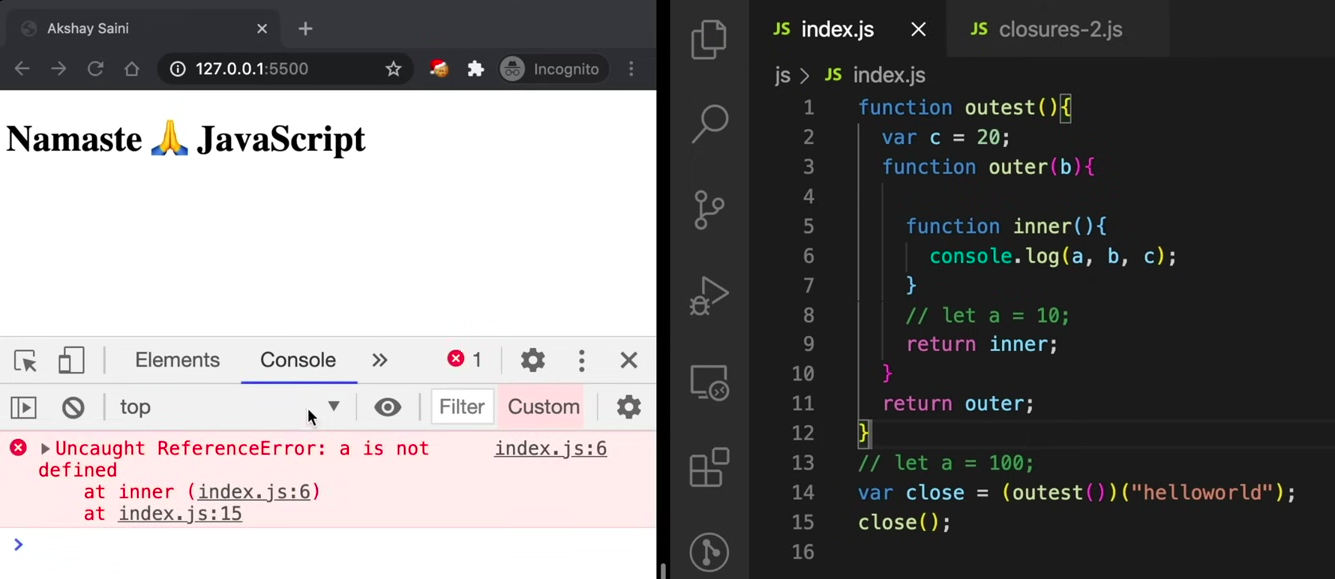 Akshay Saini
127.0.0.1:5500
Incognito
Namaste 🙏 JavaScript
Elements Console » 1
top Filter Custom
Uncaught ReferenceError: a is not index.js:6
defined
at inner (index.js:6)
at index.js:15
JS index.js JS closures-2.js
js > JS index.js
1 function outest(){
2 var c = 20;
3 function outer(b){
4
5 function inner(){
6 console.log(a, b, c);
7 }
8 // let a = 10;
9 return inner;
10 }
11 return outer;
12 }
13 // let a = 100;
14 var close = (outest())("helloworld");
15 close();
16